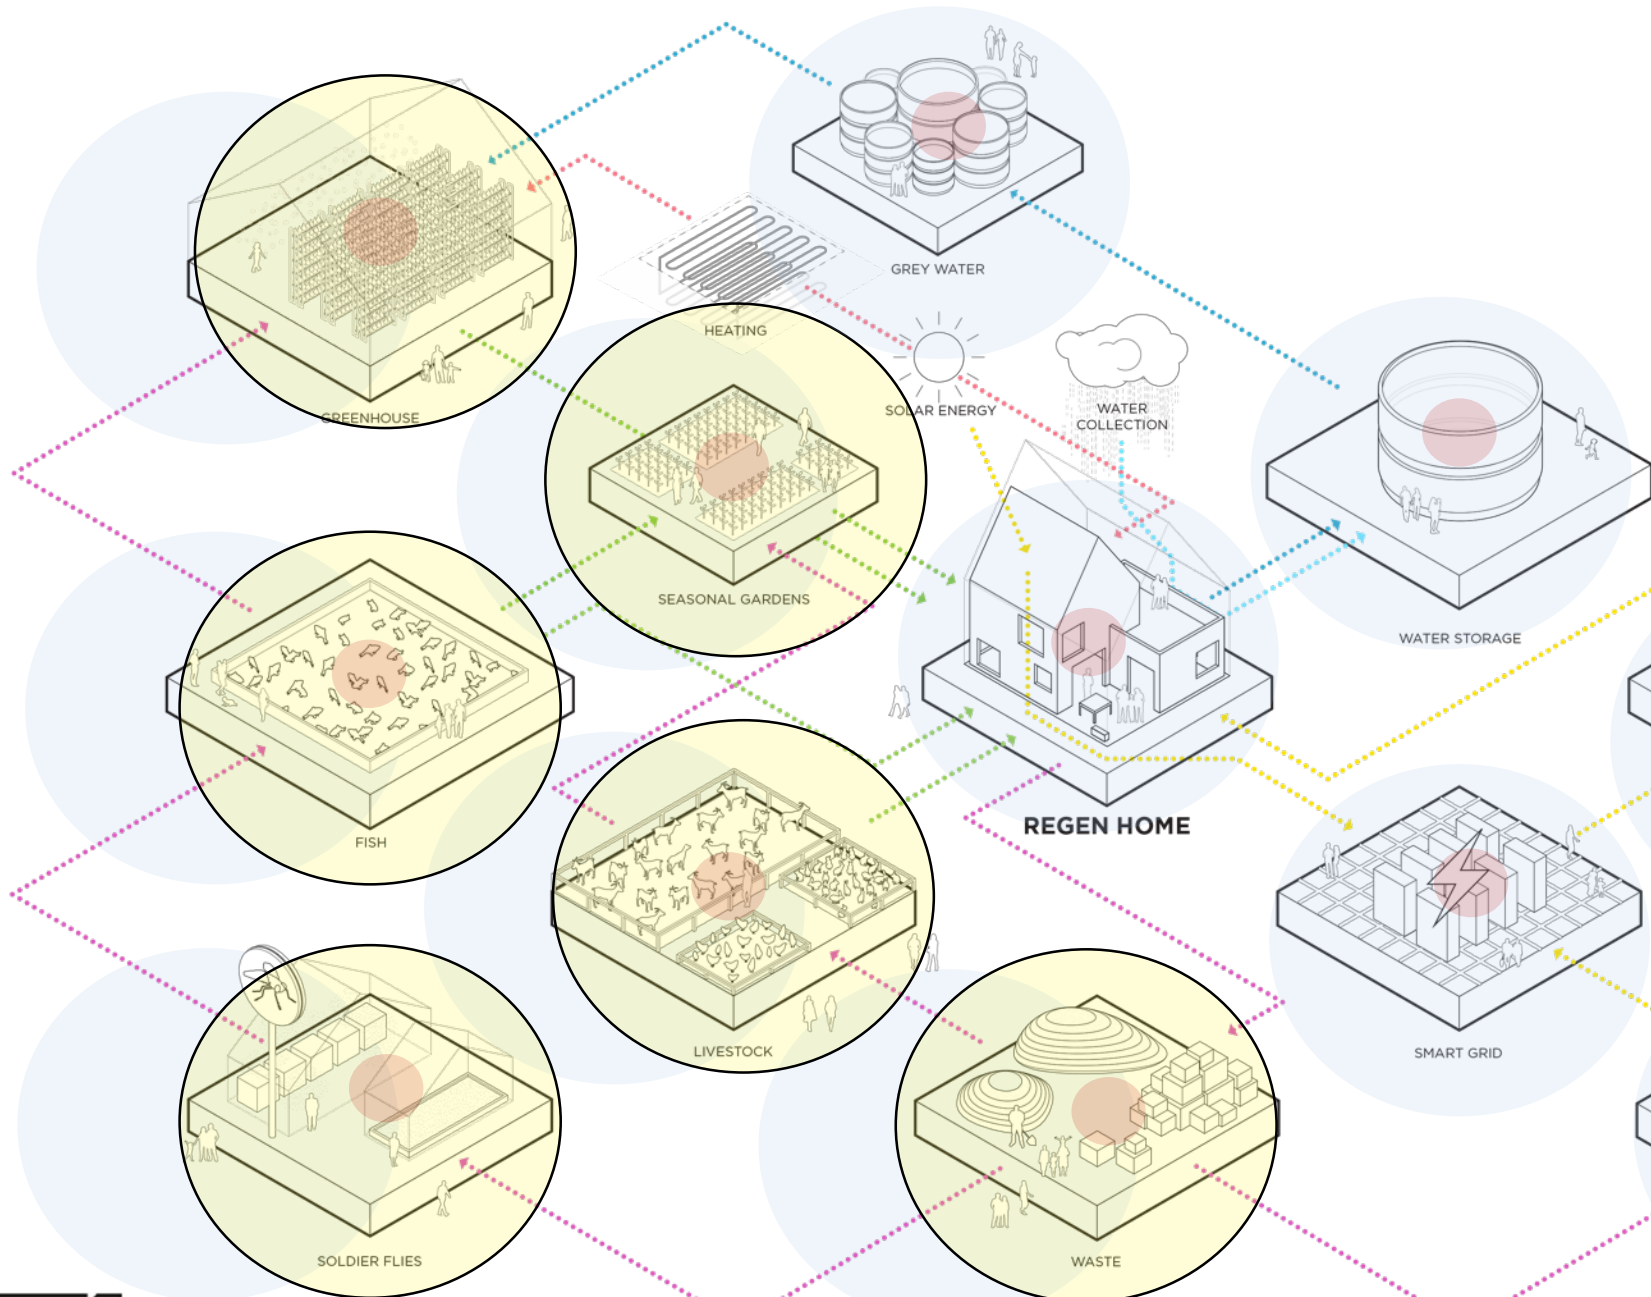 GREY WATER
HEATING
GREENHOUSE
SOLAR ENERGY
WATER
COLLECTION
SEASONAL GARDENS
WATER STORAGE
REGEN HOME
FISH
LIVESTOCK
SMART GRID
SOLDIER FLIES
WASTE